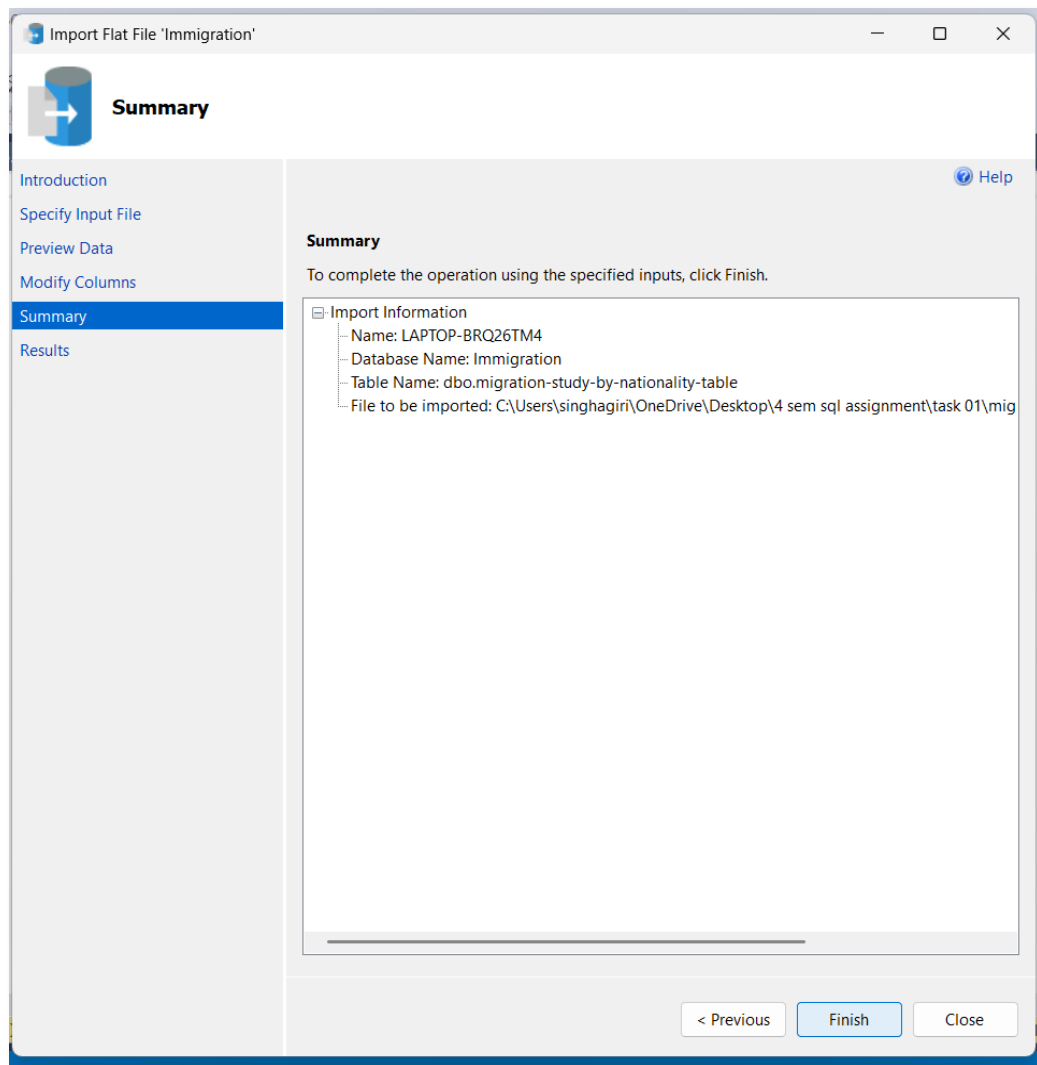 Import Flat File 'Immigration'
Summary
Introduction
Specify Input File
Preview Data
Modify Columns
Summary
Results
Help
Summary
To complete the operation using the specified inputs, click Finish.
Import Information
Name: LAPTOP-BRQ26TM4
Database Name: Immigration
Table Name: dbo.migration-study-by-nationality-table
File to be imported: C:\Users\singhagiri\OneDrive\Desktop\4 sem sql assignment\task 01\mig
< Previous
Finish
Close